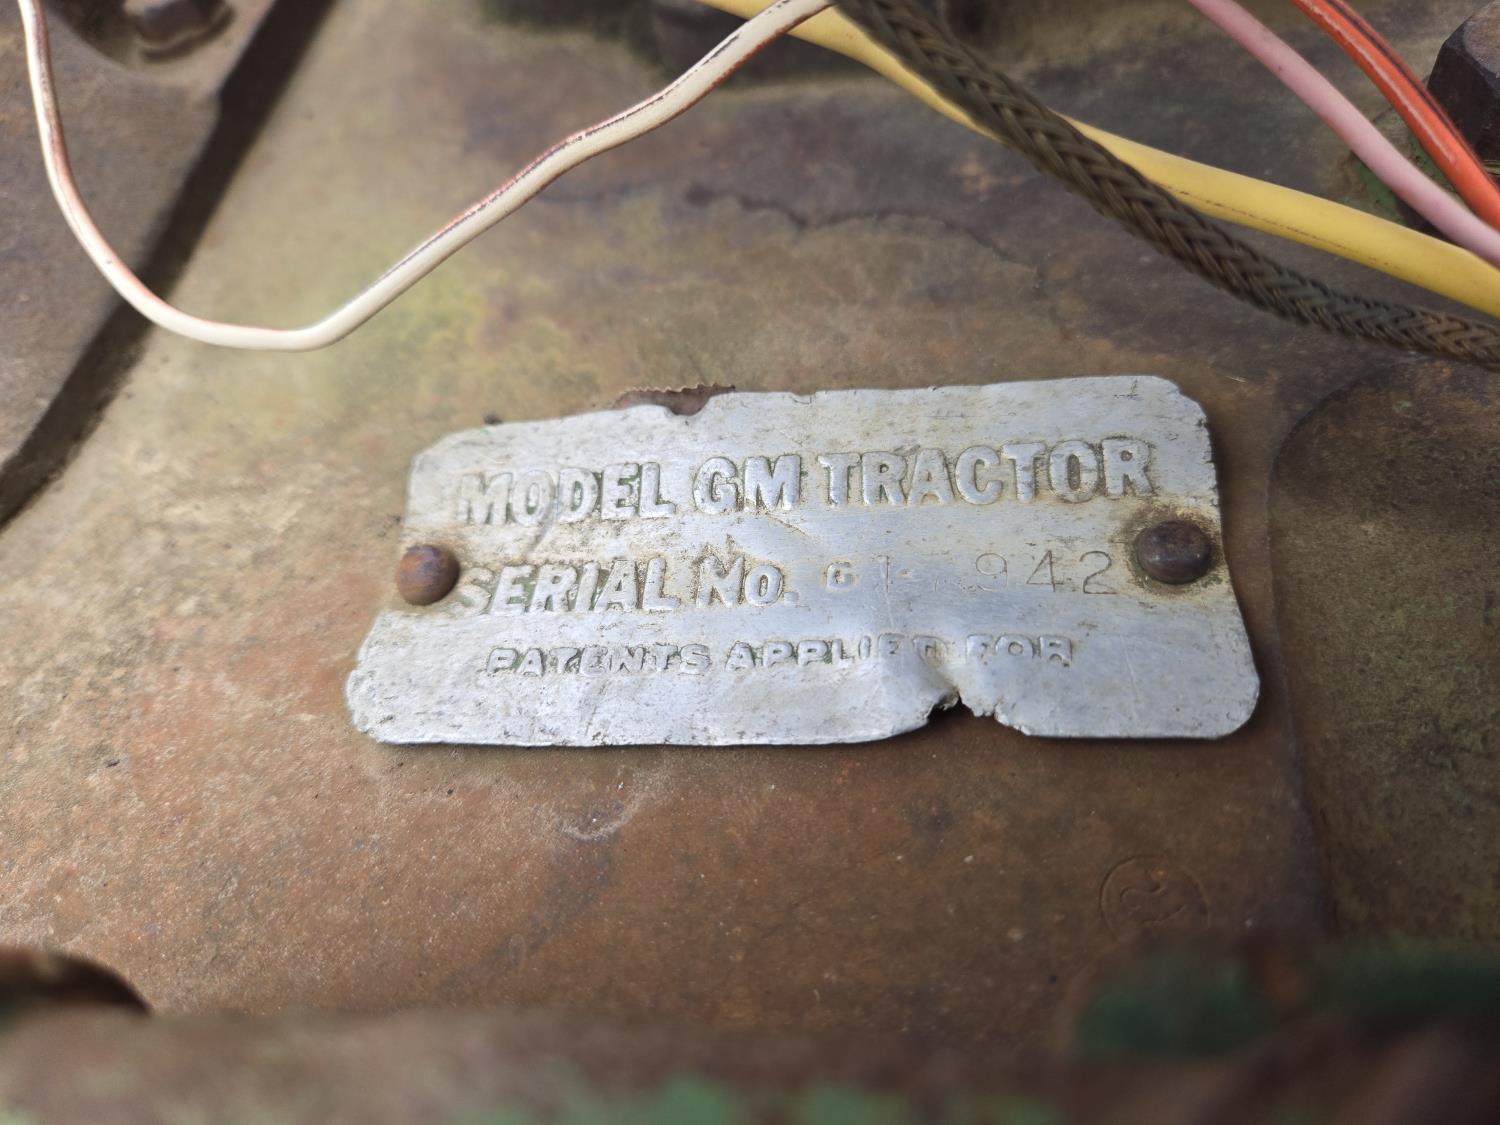 MODEL GM TRACTOR
SERIAL NO.
PATENTS APPLIED FOR